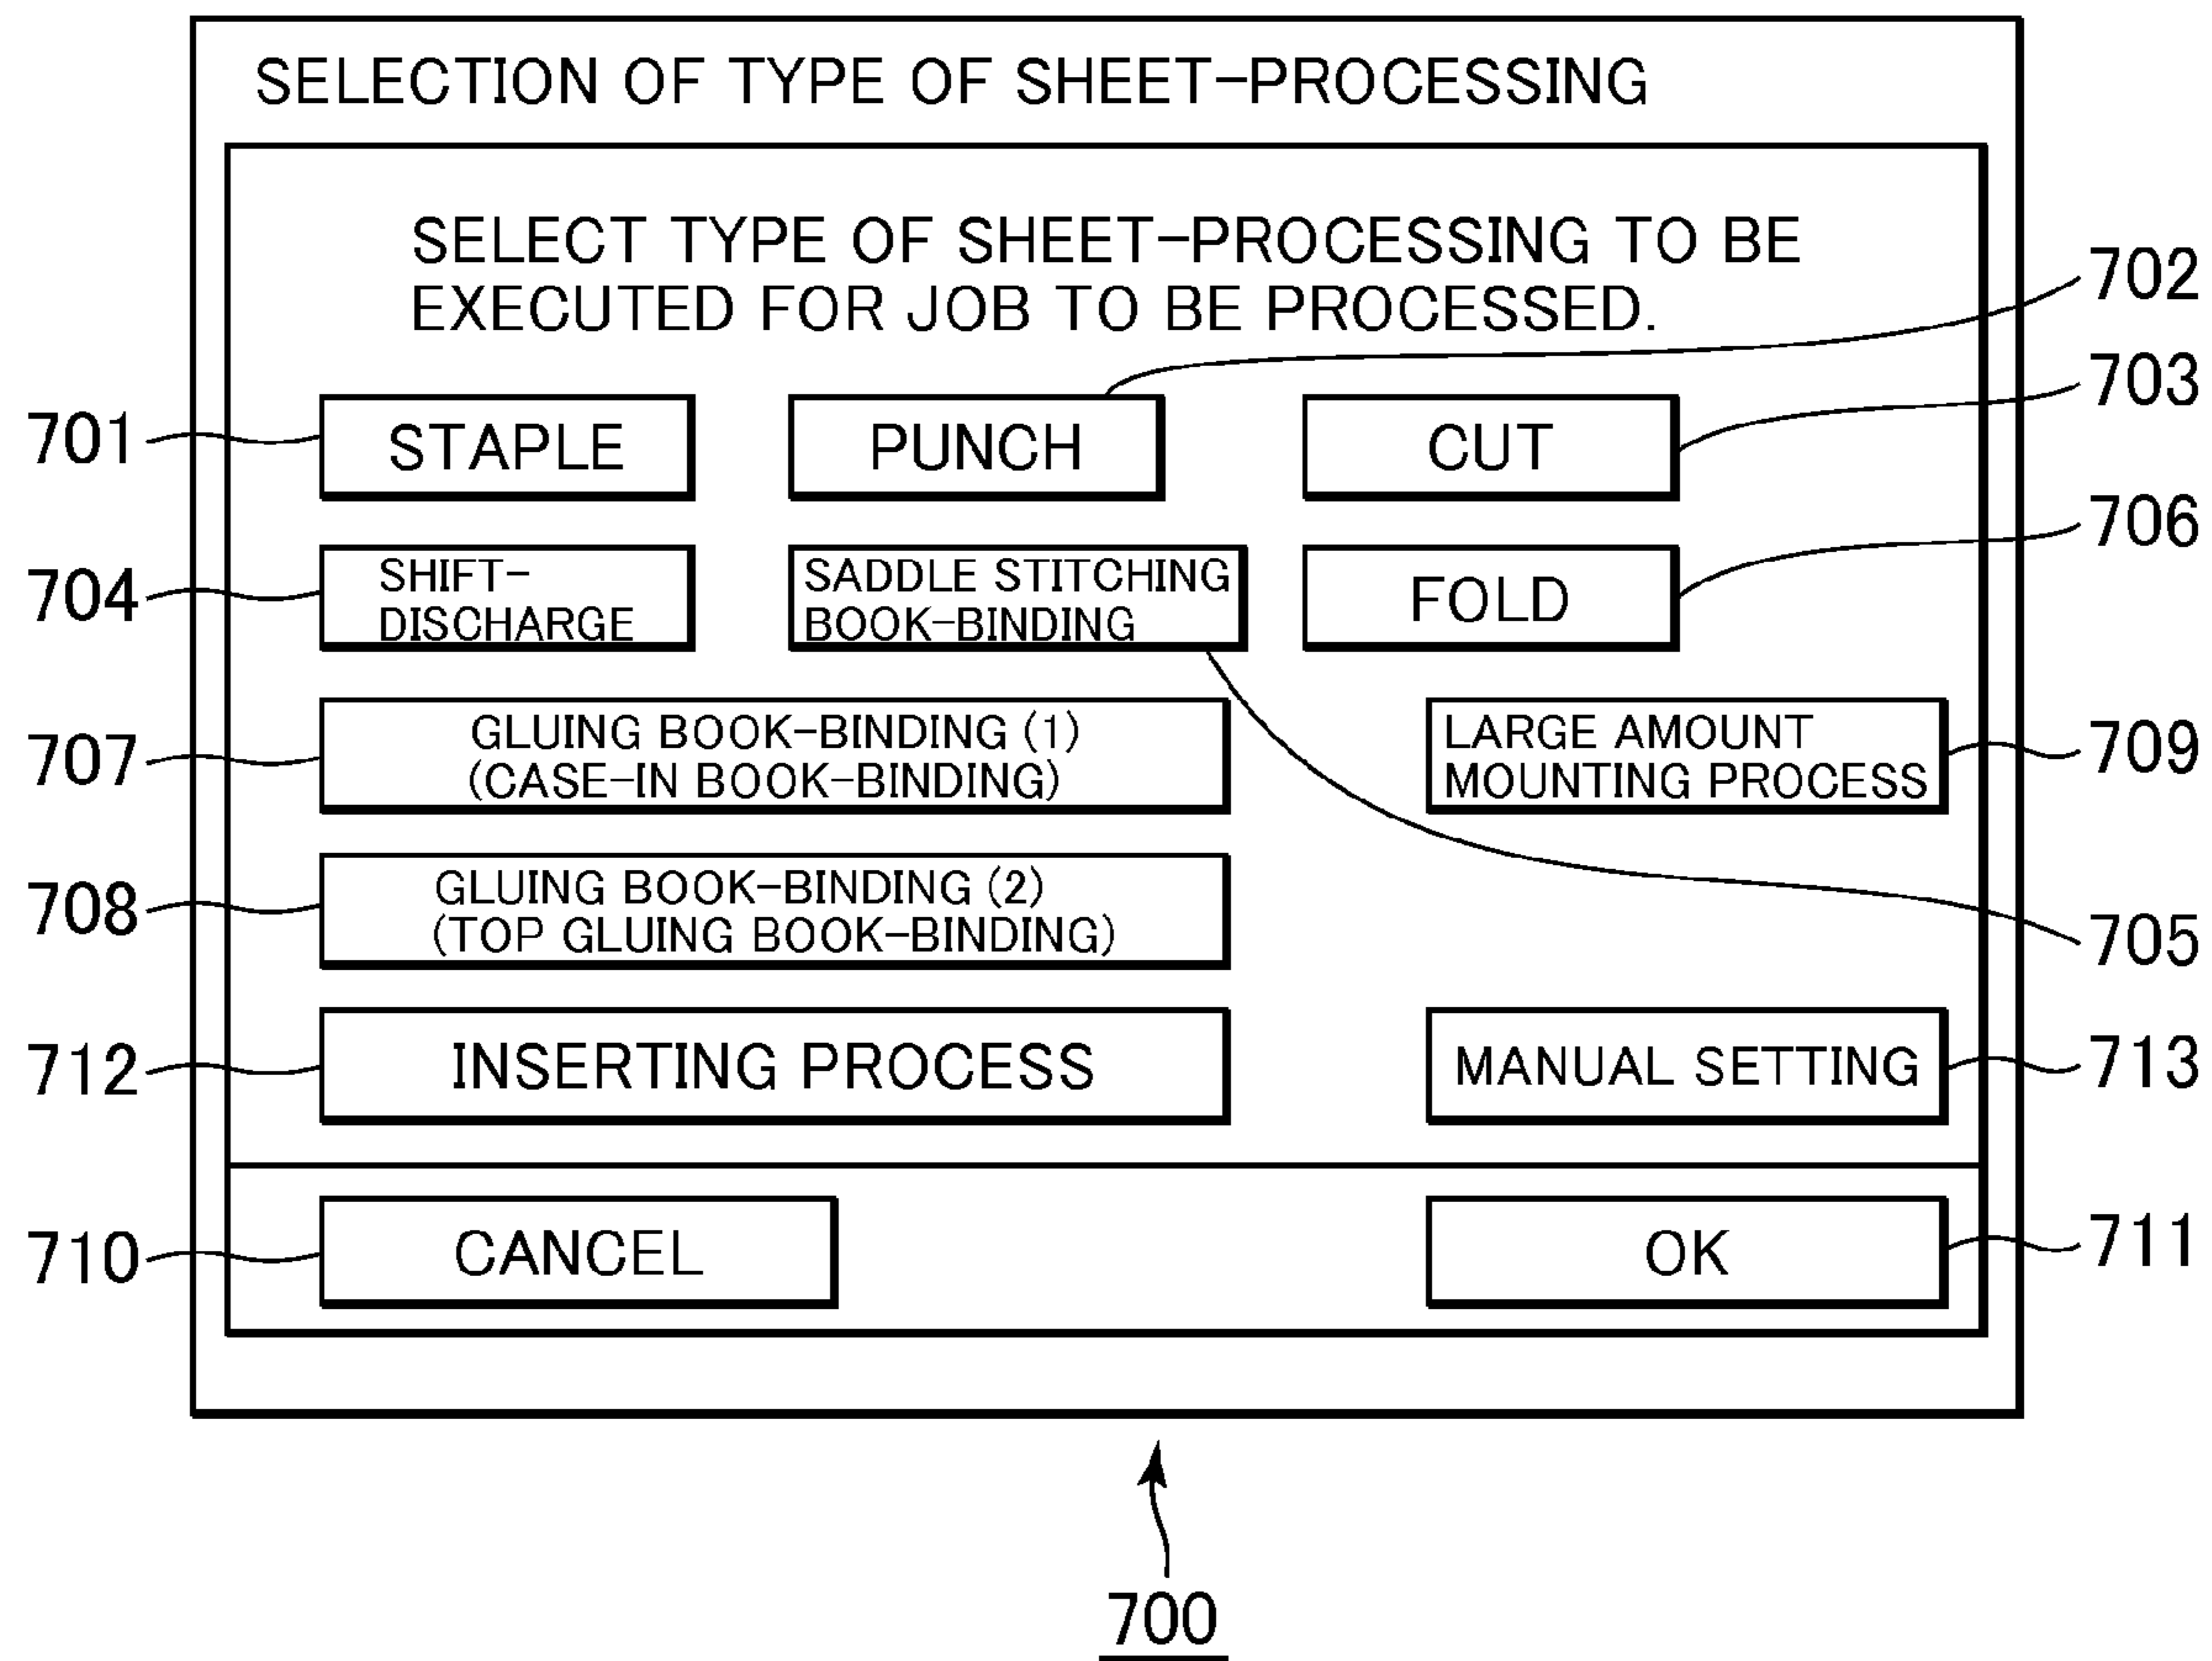 SELECTION OF TYPE OF SHEET-PROCESSING
SELECT TYPE OF SHEET-PROCESSING TO BE
EXECUTED FOR JOB TO BE PROCESSED.
702
703
701
STAPLE
PUNCH
CUT
706
704
SHIFT-
DISCHARGE
SADDLE STITCHING
BOOK-BINDING
FOLD
707
GLUING BOOK-BINDING (1)
(CASE-IN BOOK-BINDING)
LARGE AMOUNT
MOUNTING PROCESS
709
708
GLUING BOOK-BINDING (2)
(TOP GLUING BOOK-BINDING)
705
712
INSERTING PROCESS
MANUAL SETTING
713
710
CANCEL
OK
711
700